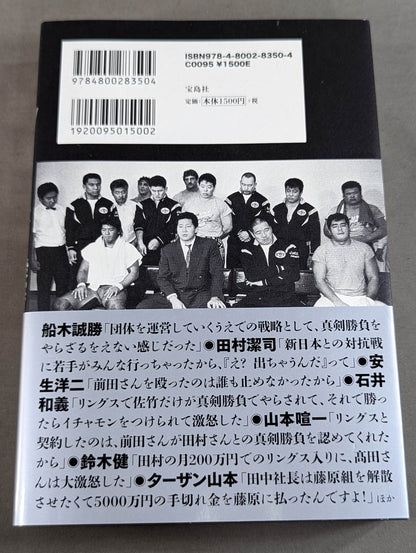 ISBN978-4-8002-8350-4
C0095 ¥1500E
9784800283504
宝島社
定価 本体1500円 +税
1920095015002
船木誠勝「団体を運営していくうえでの戦略として、真剣勝負を
やらざるをえない感じだった」●田村潔司「新日本との対抗戦
に若手がみんな行っちゃったから、『え? 出ちゃうんだ』って」●安
生洋二「前田さんを殴ったのは誰も止めなかったから」●石井
和義「リングスで佐竹だけが真剣勝負でやらされて、それで勝った
らイチャモンをつけられて激怒した」●山本喧一「リングスと
契約したのは、前田さんが田村さんとの真剣勝負を認めてくれた
から」●鈴木健「田村の月200万円でのリングス入りに、髙田さ
んは大激怒した」●ターザン山本「田中社長は藤原組を解散
させたくて5000万円の手切れ金を藤原に払ったんですよ!」ほか